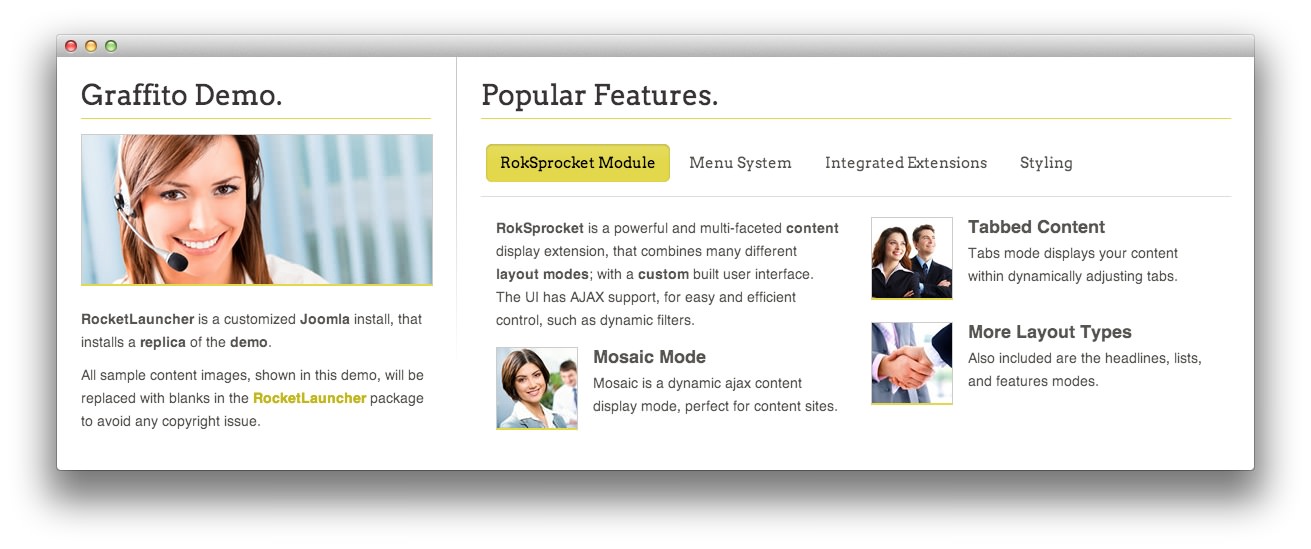 Graffito Demo.
RocketLauncher is a customized Joomla install, that
installs a replica of the demo.
All sample content images, shown in this demo, will be
replaced with blanks in the RocketLauncher package
to avoid any copyright issue.
Popular Features.
RokSprocket Module
Menu System
Integrated Extensions
Styling
RokSprocket is a powerful and multi-faceted content
display extension, that combines many different
layout modes; with a custom built user interface.
The UI has AJAX support, for easy and efficient
control, such as dynamic filters.
Mosaic Mode
Mosaic is a dynamic ajax content
display mode, perfect for content sites.
Tabbed Content
Tabs mode displays your content
within dynamically adjusting tabs.
More Layout Types
Also included are the headlines, lists,
and features modes.